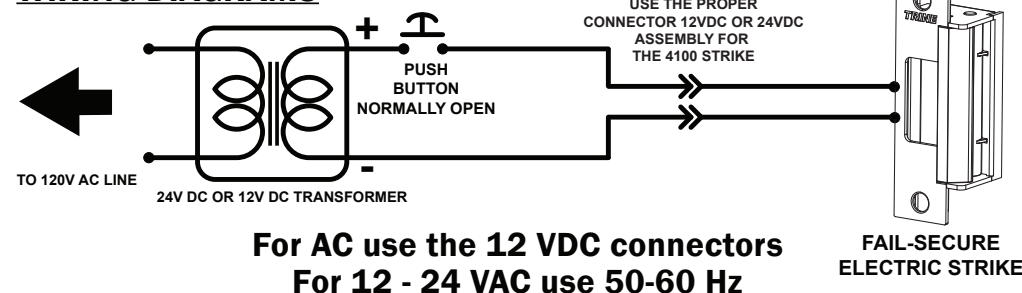 WIRING DIAGRAMS
USE THE PROPER
CONNECTOR 12VDC OR 24VDC
ASSEMBLY FOR
THE 4100 STRIKE
TRINE
+
PUSH
BUTTON
NORMALLY OPEN
-
TO 120V AC LINE
24V DC OR 12V DC TRANSFORMER
For AC use the 12 VDC connectors
For 12 - 24 VAC use 50-60 Hz
FAIL-SECURE
ELECTRIC STRIKE